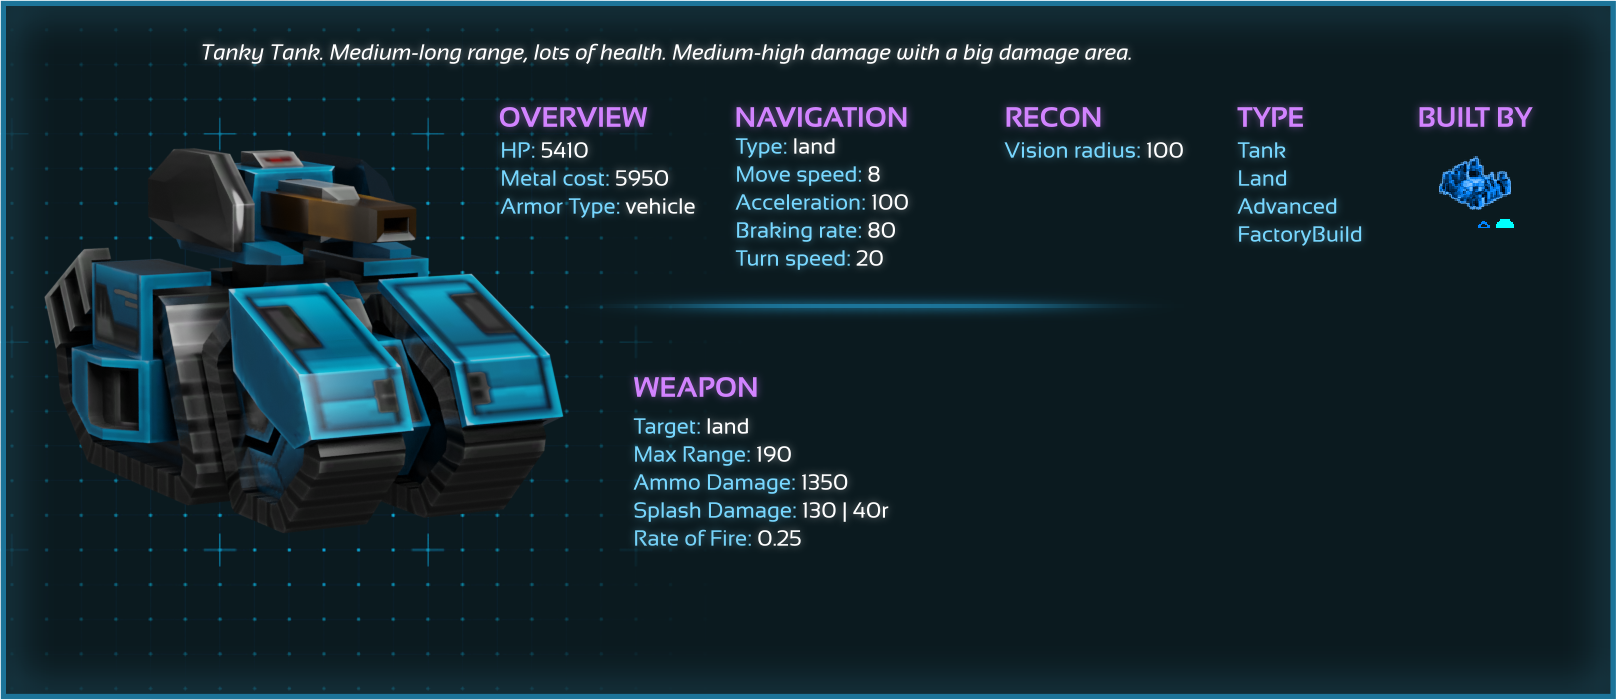 Tanky Tank. Medium-long range, lots of health. Medium-high damage with a big damage area.
OVERVIEW
HP: 5410
Metal cost: 5950
Armor Type: vehicle
NAVIGATION
Type: land
Move speed: 8
Acceleration: 100
Braking rate: 80
Turn speed: 20
RECON
Vision radius: 100
TYPE
Tank
Land
Advanced
FactoryBuild
BUILT BY
WEAPON
Target: land
Max Range: 190
Ammo Damage: 1350
Splash Damage: 130 | 40r
Rate of Fire: 0.25